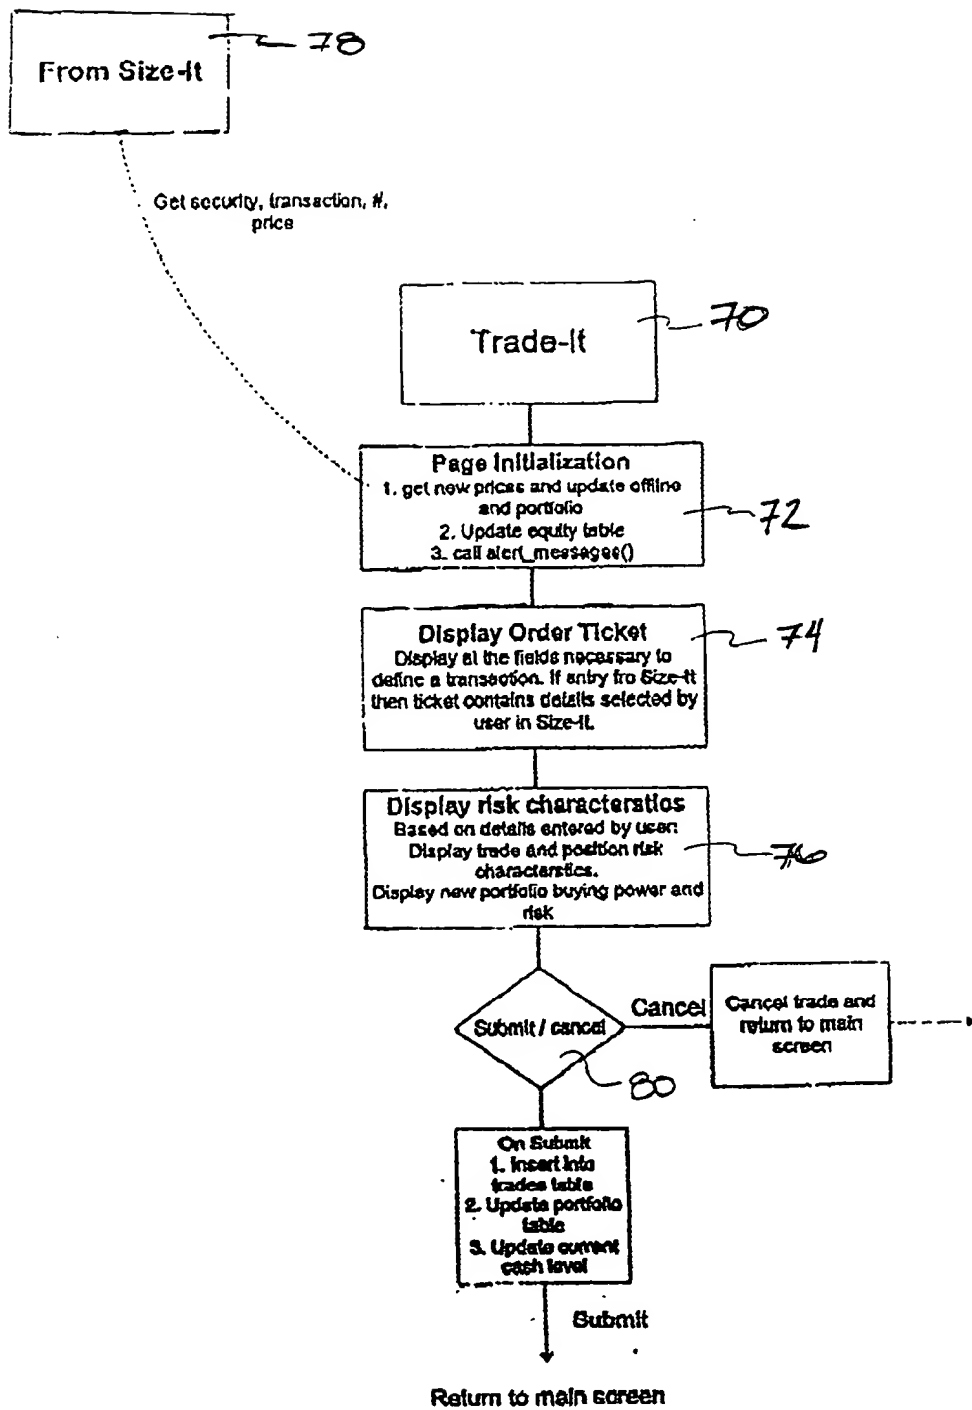 78
From Size-It
Get security, transaction, #,
price
70
Trade-It
Page Initialization
1. get new prices and update offline
and portfolio
72
2. Update equity table
3. call alert_messages()
Display Order Ticket
74
Display al the fields necessary to
define a transaction. If entry fro Size-It
then ticket contains details selected by
user in Size-It.
Display risk characterstics
Based on details entered by user:
Display trade and position risk
76
characterstics.
Display new portfolio buying power and
risk
Submit / cancel
Cancel
80
Cancel trade and
return to main
screen
On Submit
1. Insert into
trades table
2. Update portfolio
table
3. Update current
cash level
Submit
Return to main screen